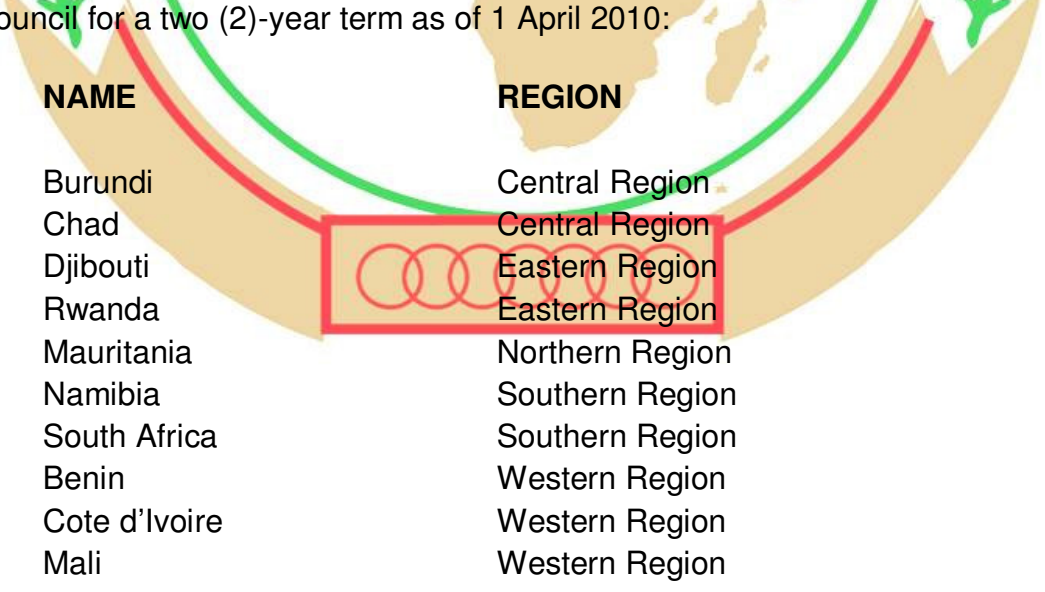 ouncil for a two (2)-year term as of 1 April 2010:
NAME REGION
Burundi Central Region
Chad Central Region
Djibouti Eastern Region
Rwanda Eastern Region
Mauritania Northern Region
Namibia Southern Region
South Africa Southern Region
Benin Western Region
Cote d’Ivoire Western Region
Mali Western Region